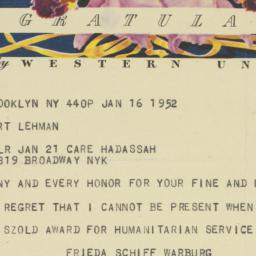 GRATULA
y WESTERN UN
OOKLYN NY 440P JAN 16 1952
RT LEHMAN
LR JAN 21 CARE HADASSAH
819 BROADWAY NYK
NY AND EVERY HONOR FOR YOUR FINE AND
REGRET THAT I CANNOT BE PRESENT WHEN
SZOLD AWARD FOR HUMANITARIAN SERVICE
FRIEDA SCHIFF WARBURG